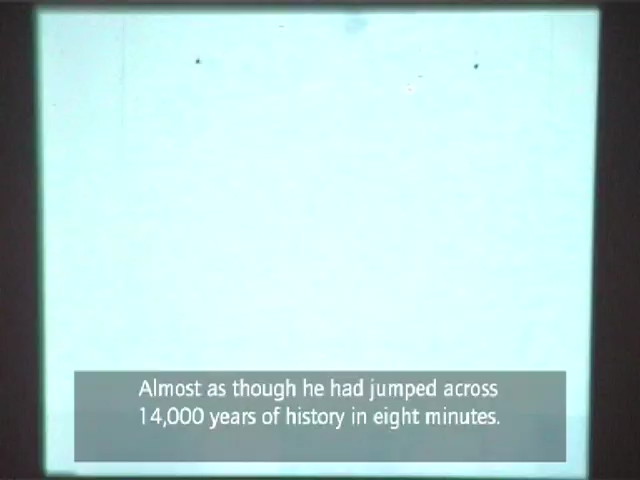 Almost as though he had jumped across
14,000 years of history in eight minutes.